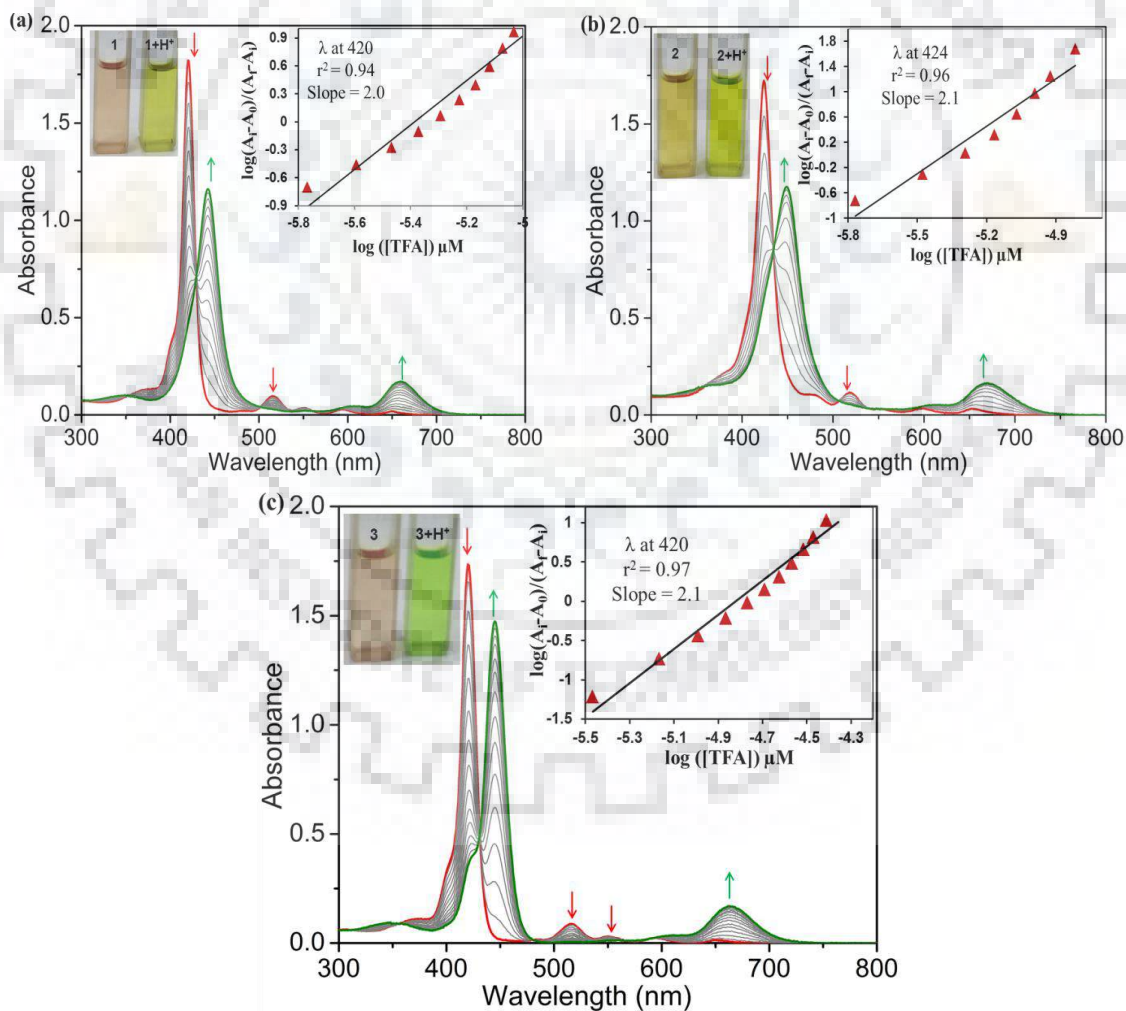 (a)
1 1+H⁺
λ at 420
r² = 0.94
Slope = 2.0
log(Aᵢ-A₀)/(A_f-Aᵢ)
0.9
0.6
0.3
0
-0.3
-0.6
-0.9
-5.8 -5.6 -5.4 -5.2 -5
log ([TFA]) µM
Absorbance
2.0
1.5
1.0
0.5
0.0
300 400 500 600 700 800
Wavelength (nm)
(b)
2 2+H⁺
λ at 424
r² = 0.96
Slope = 2.1
log(Aᵢ-A₀)/(A_f-Aᵢ)
1.8
1.4
1
0.6
0.2
-0.2
-0.6
-1
-5.8 -5.5 -5.2 -4.9
log ([TFA]) µM
Absorbance
2.0
1.5
1.0
0.5
0.0
300 400 500 600 700 800
Wavelength (nm)
(c)
3 3+H⁺
λ at 420
r² = 0.97
Slope = 2.1
log(Aᵢ-A₀)/(A_f-Aᵢ)
1
0.5
0
-0.5
-1
-1.5
-5.5 -5.3 -5.1 -4.9 -4.7 -4.5 -4.3
log ([TFA]) µM
Absorbance
2.0
1.5
1.0
0.5
0.0
300 400 500 600 700 800
Wavelength (nm)